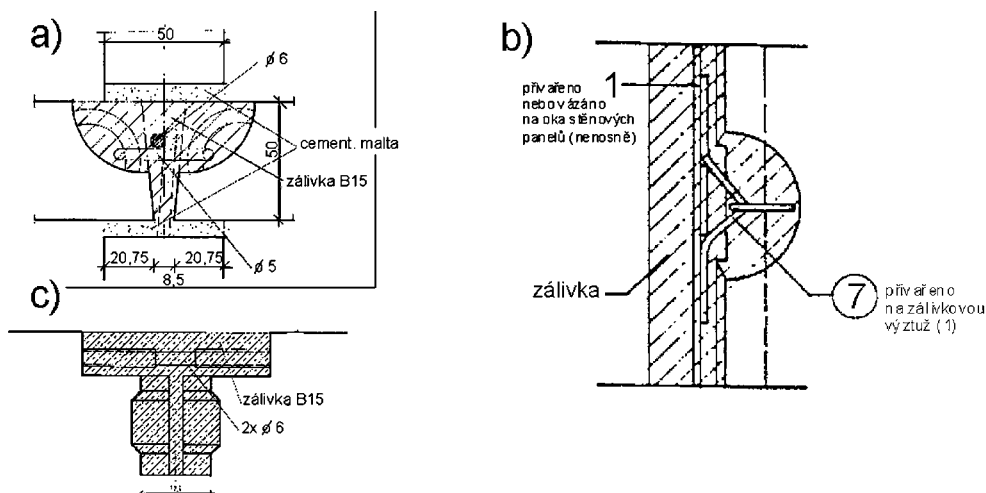 a)
50
ø 6
50
cement. malta
zálivka B15
20,75
20,75
8,5
ø 5
b)
1
přivařeno
nebo vázáno
na oka stěnových
panelů (nenosně)
zálivka
7
přivařeno
na zálivkovou
výztuž (1)
c)
zálivka B15
2x ø 6